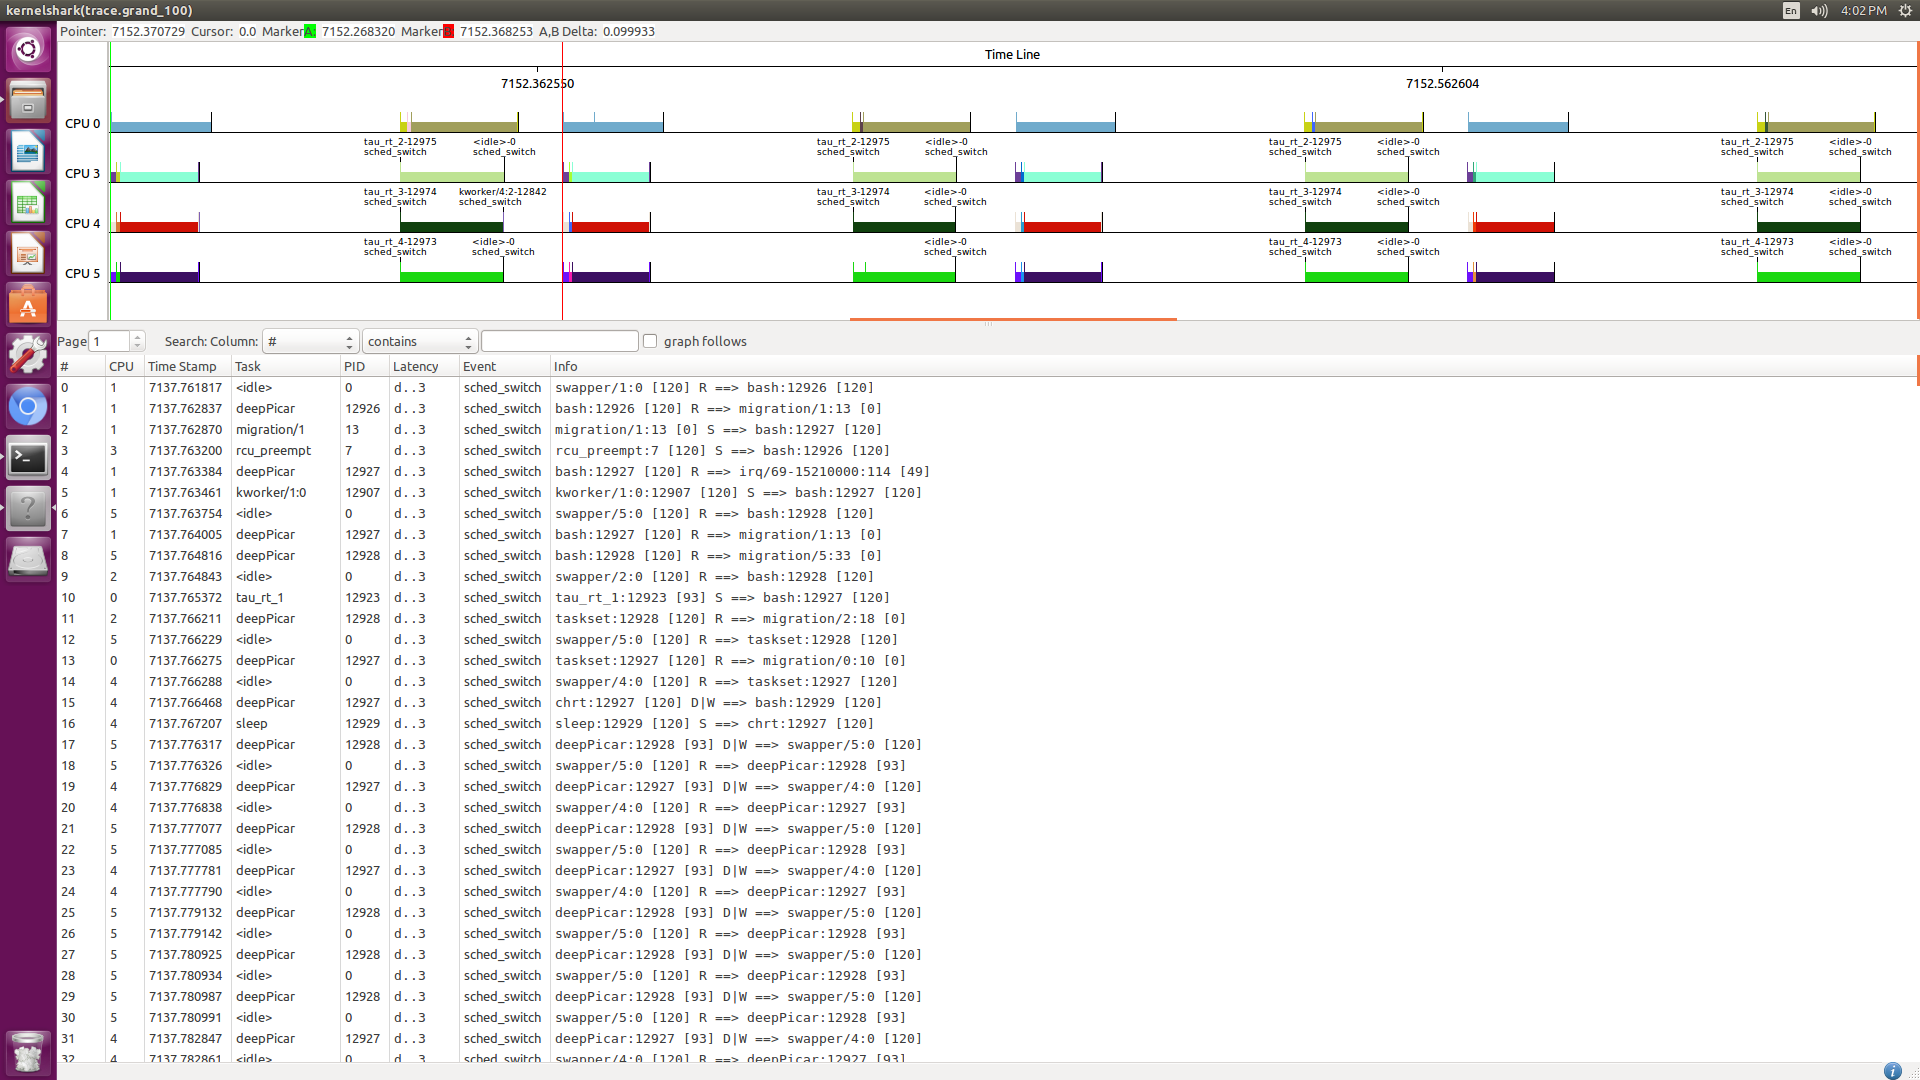 kernelshark(trace.grand_100)
En 4:02 PM
Pointer: 7152.370729 Cursor: 0.0 Marker A: 7152.268320 Marker 7152.368253 A,B Delta: 0.099933
Time Line
7152.362550 7152.562604
CPU 0
tau_rt_2-12975 <idle>-0 tau_rt_2-12975 <idle>-0 tau_rt_2-12975 <idle>-0 tau_rt_2-12975 <idle>-0
sched_switch sched_switch sched_switch sched_switch sched_switch sched_switch sched_switch sched_switch
CPU 3
tau_rt_3-12974 kworker/4:2-12842 tau_rt_3-12974 <idle>-0 tau_rt_3-12974 <idle>-0 tau_rt_3-12974 <idle>-0
sched_switch sched_switch sched_switch sched_switch sched_switch sched_switch sched_switch sched_switch
CPU 4
tau_rt_4-12973 <idle>-0 <idle>-0 tau_rt_4-12973 <idle>-0 tau_rt_4-12973 <idle>-0
sched_switch sched_switch sched_switch sched_switch sched_switch sched_switch sched_switch
CPU 5
Page 1 Search: Column: # contains graph follows
# CPU Time Stamp Task PID Latency Event Info
0 1 7137.761817 <idle> 0 d..3 sched_switch swapper/1:0 [120] R ==> bash:12926 [120]
1 1 7137.762837 deepPicar 12926 d..3 sched_switch bash:12926 [120] R ==> migration/1:13 [0]
2 1 7137.762870 migration/1 13 d..3 sched_switch migration/1:13 [0] S ==> bash:12927 [120]
3 3 7137.763200 rcu_preempt 7 d..3 sched_switch rcu_preempt:7 [120] S ==> bash:12926 [120]
4 1 7137.763384 deepPicar 12927 d..3 sched_switch bash:12927 [120] R ==> irq/69-15210000:114 [49]
5 1 7137.763461 kworker/1:0 12907 d..3 sched_switch kworker/1:0:12907 [120] S ==> bash:12927 [120]
6 5 7137.763754 <idle> 0 d..3 sched_switch swapper/5:0 [120] R ==> bash:12928 [120]
7 1 7137.764005 deepPicar 12927 d..3 sched_switch bash:12927 [120] R ==> migration/1:13 [0]
8 5 7137.764816 deepPicar 12928 d..3 sched_switch bash:12928 [120] R ==> migration/5:33 [0]
9 2 7137.764843 <idle> 0 d..3 sched_switch swapper/2:0 [120] R ==> bash:12928 [120]
10 0 7137.765372 tau_rt_1 12923 d..3 sched_switch tau_rt_1:12923 [93] S ==> bash:12927 [120]
11 2 7137.766211 deepPicar 12928 d..3 sched_switch taskset:12928 [120] R ==> migration/2:18 [0]
12 5 7137.766229 <idle> 0 d..3 sched_switch swapper/5:0 [120] R ==> taskset:12928 [120]
13 0 7137.766275 deepPicar 12927 d..3 sched_switch taskset:12927 [120] R ==> migration/0:10 [0]
14 4 7137.766288 <idle> 0 d..3 sched_switch swapper/4:0 [120] R ==> taskset:12927 [120]
15 4 7137.766468 deepPicar 12927 d..3 sched_switch chrt:12927 [120] D|W ==> bash:12929 [120]
16 4 7137.767207 sleep 12929 d..3 sched_switch sleep:12929 [120] S ==> chrt:12927 [120]
17 5 7137.776317 deepPicar 12928 d..3 sched_switch deepPicar:12928 [93] D|W ==> swapper/5:0 [120]
18 5 7137.776326 <idle> 0 d..3 sched_switch swapper/5:0 [120] R ==> deepPicar:12928 [93]
19 4 7137.776829 deepPicar 12927 d..3 sched_switch deepPicar:12927 [93] D|W ==> swapper/4:0 [120]
20 4 7137.776838 <idle> 0 d..3 sched_switch swapper/4:0 [120] R ==> deepPicar:12927 [93]
21 5 7137.777077 deepPicar 12928 d..3 sched_switch deepPicar:12928 [93] D|W ==> swapper/5:0 [120]
22 5 7137.777085 <idle> 0 d..3 sched_switch swapper/5:0 [120] R ==> deepPicar:12928 [93]
23 4 7137.777781 deepPicar 12927 d..3 sched_switch deepPicar:12927 [93] D|W ==> swapper/4:0 [120]
24 4 7137.777790 <idle> 0 d..3 sched_switch swapper/4:0 [120] R ==> deepPicar:12927 [93]
25 5 7137.779132 deepPicar 12928 d..3 sched_switch deepPicar:12928 [93] D|W ==> swapper/5:0 [120]
26 5 7137.779142 <idle> 0 d..3 sched_switch swapper/5:0 [120] R ==> deepPicar:12928 [93]
27 5 7137.780925 deepPicar 12928 d..3 sched_switch deepPicar:12928 [93] D|W ==> swapper/5:0 [120]
28 5 7137.780934 <idle> 0 d..3 sched_switch swapper/5:0 [120] R ==> deepPicar:12928 [93]
29 5 7137.780987 deepPicar 12928 d..3 sched_switch deepPicar:12928 [93] D|W ==> swapper/5:0 [120]
30 5 7137.780991 <idle> 0 d..3 sched_switch swapper/5:0 [120] R ==> deepPicar:12928 [93]
31 4 7137.782847 deepPicar 12927 d..3 sched_switch deepPicar:12927 [93] D|W ==> swapper/4:0 [120]
32 4 7137.782861 <idle> 0 d..3 sched_switch swapper/4:0 [120] R ==> deepPicar:12927 [93]